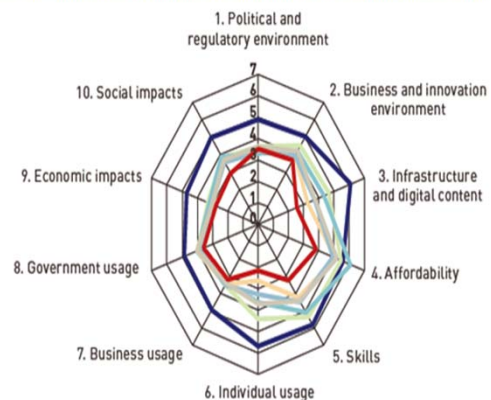 1. Political and
regulatory environment
7
6
5
4
3
2
1
0
2. Business and innovation
environment
3. Infrastructure
and digital content
4. Affordability
5. Skills
6. Individual usage
7. Business usage
8. Government usage
9. Economic impacts
10. Social impacts